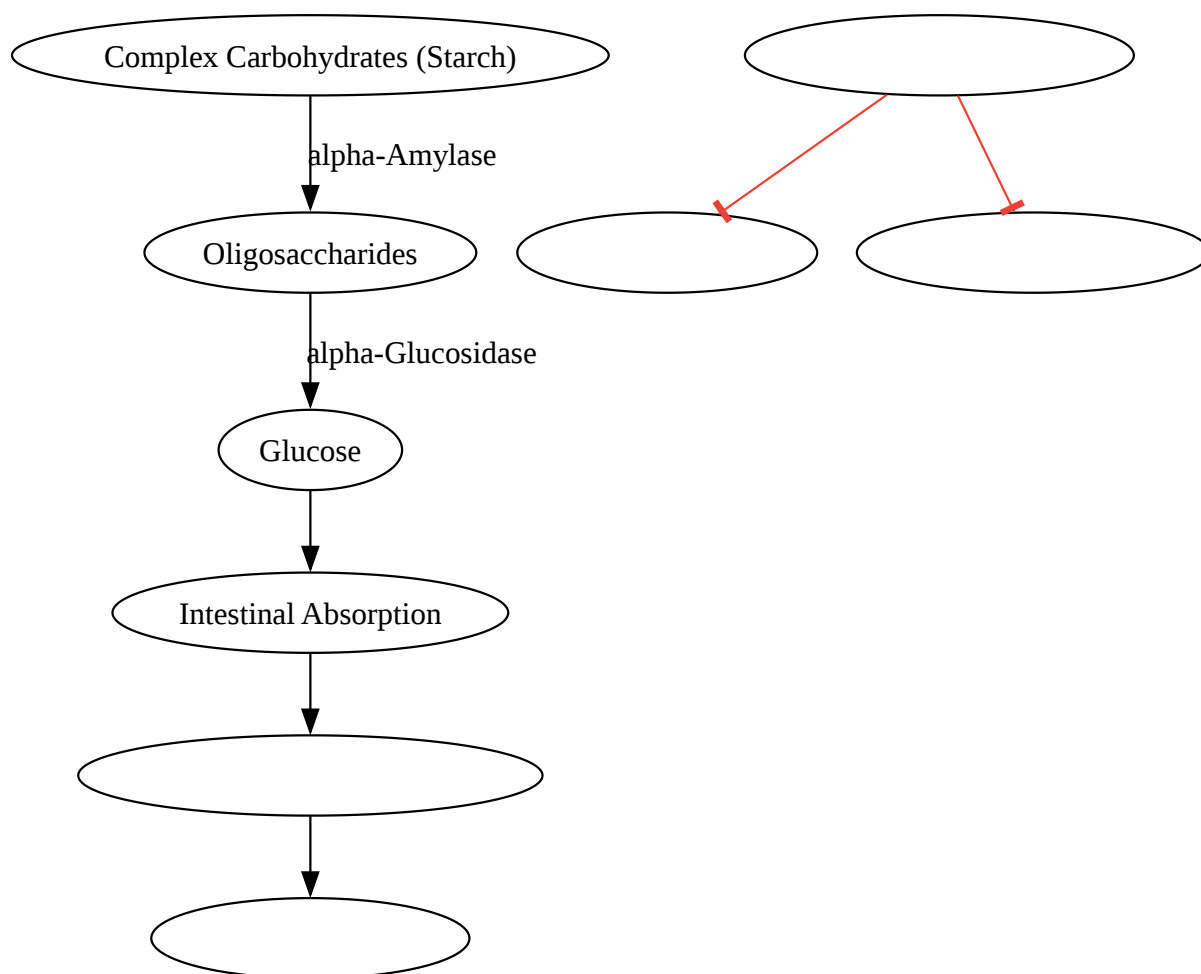 Complex Carbohydrates (Starch)
alpha-Amylase
Oligosaccharides
alpha-Glucosidase
Glucose
Intestinal Absorption